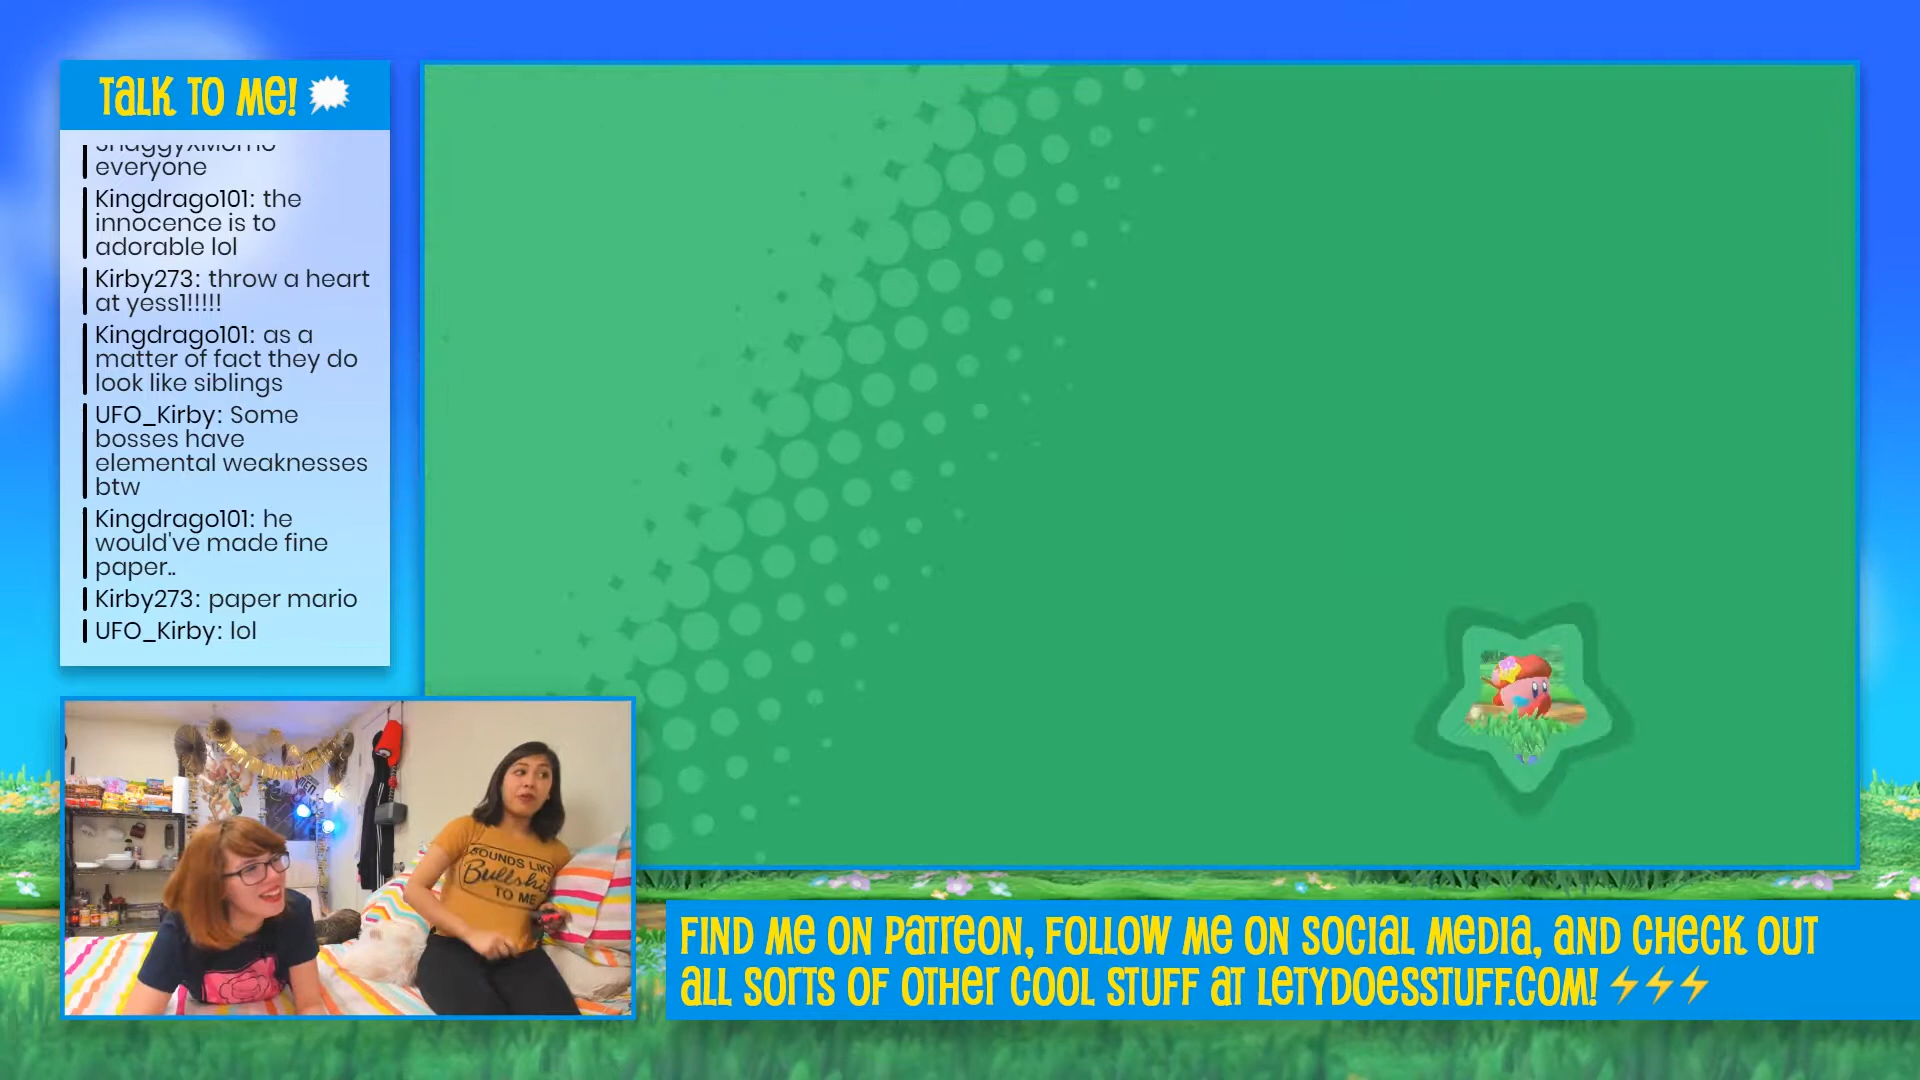 TALK TO ME!
everyone
Kingdrago101: the
innocence is to
adorable lol
Kirby273: throw a heart
at yess1!!!!!
Kingdrago101: as a
matter of fact they do
look like siblings
UFO_Kirby: Some
bosses have
elemental weaknesses
btw
Kingdrago101: he
would've made fine
paper..
Kirby273: paper mario
UFO_Kirby: lol
SOUNDS LIKE
Bullshit
TO ME
FIND ME ON PATREON, FOLLOW ME ON SOCIAL MEDIA, AND CHECK OUT
ALL SORTS OF OTHER COOL STUFF AT LETYDOESSTUFF.COM! ⚡⚡⚡